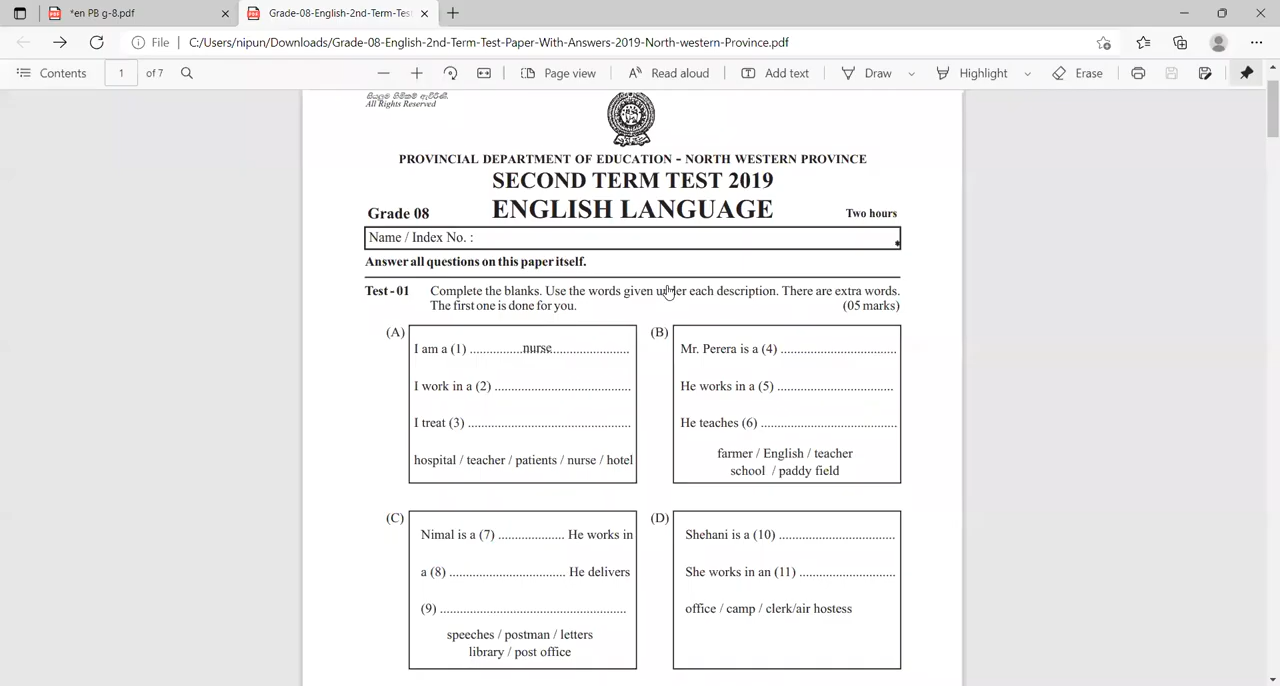 *en PB g-8.pdf
Grade-08-English-2nd-Term-Test
File
C:/Users/nipun/Downloads/Grade-08-English-2nd-Term-Test-Paper-With-Answers-2019-North-western-Province.pdf
Contents
1 of 7
Page view
Read aloud
Add text
Draw
Highlight
Erase
සියලුම හිමිකම් ඇවිරිණි.
All Rights Reserved
PROVINCIAL DEPARTMENT OF EDUCATION - NORTH WESTERN PROVINCE
SECOND TERM TEST 2019
Grade 08 ENGLISH LANGUAGE Two hours
Name / Index No. :
*
Answer all questions on this paper itself.
Test - 01 Complete the blanks. Use the words given under each description. There are extra words.
The first one is done for you. (05 marks)
(A)
I am a (1) ..................nurse...........................
I work in a (2) ......................................
I treat (3) .............................................
hospital / teacher / patients / nurse / hotel
(B)
Mr. Perera is a (4) ................................
He works in a (5) ................................
He teaches (6) .....................................
farmer / English / teacher
school / paddy field
(C)
Nimal is a (7) .................. He works in
a (8) ................................ He delivers
(9) ...................................................
speeches / postman / letters
library / post office
(D)
Shehani is a (10) ................................
She works in an (11) ..........................
office / camp / clerk/air hostess